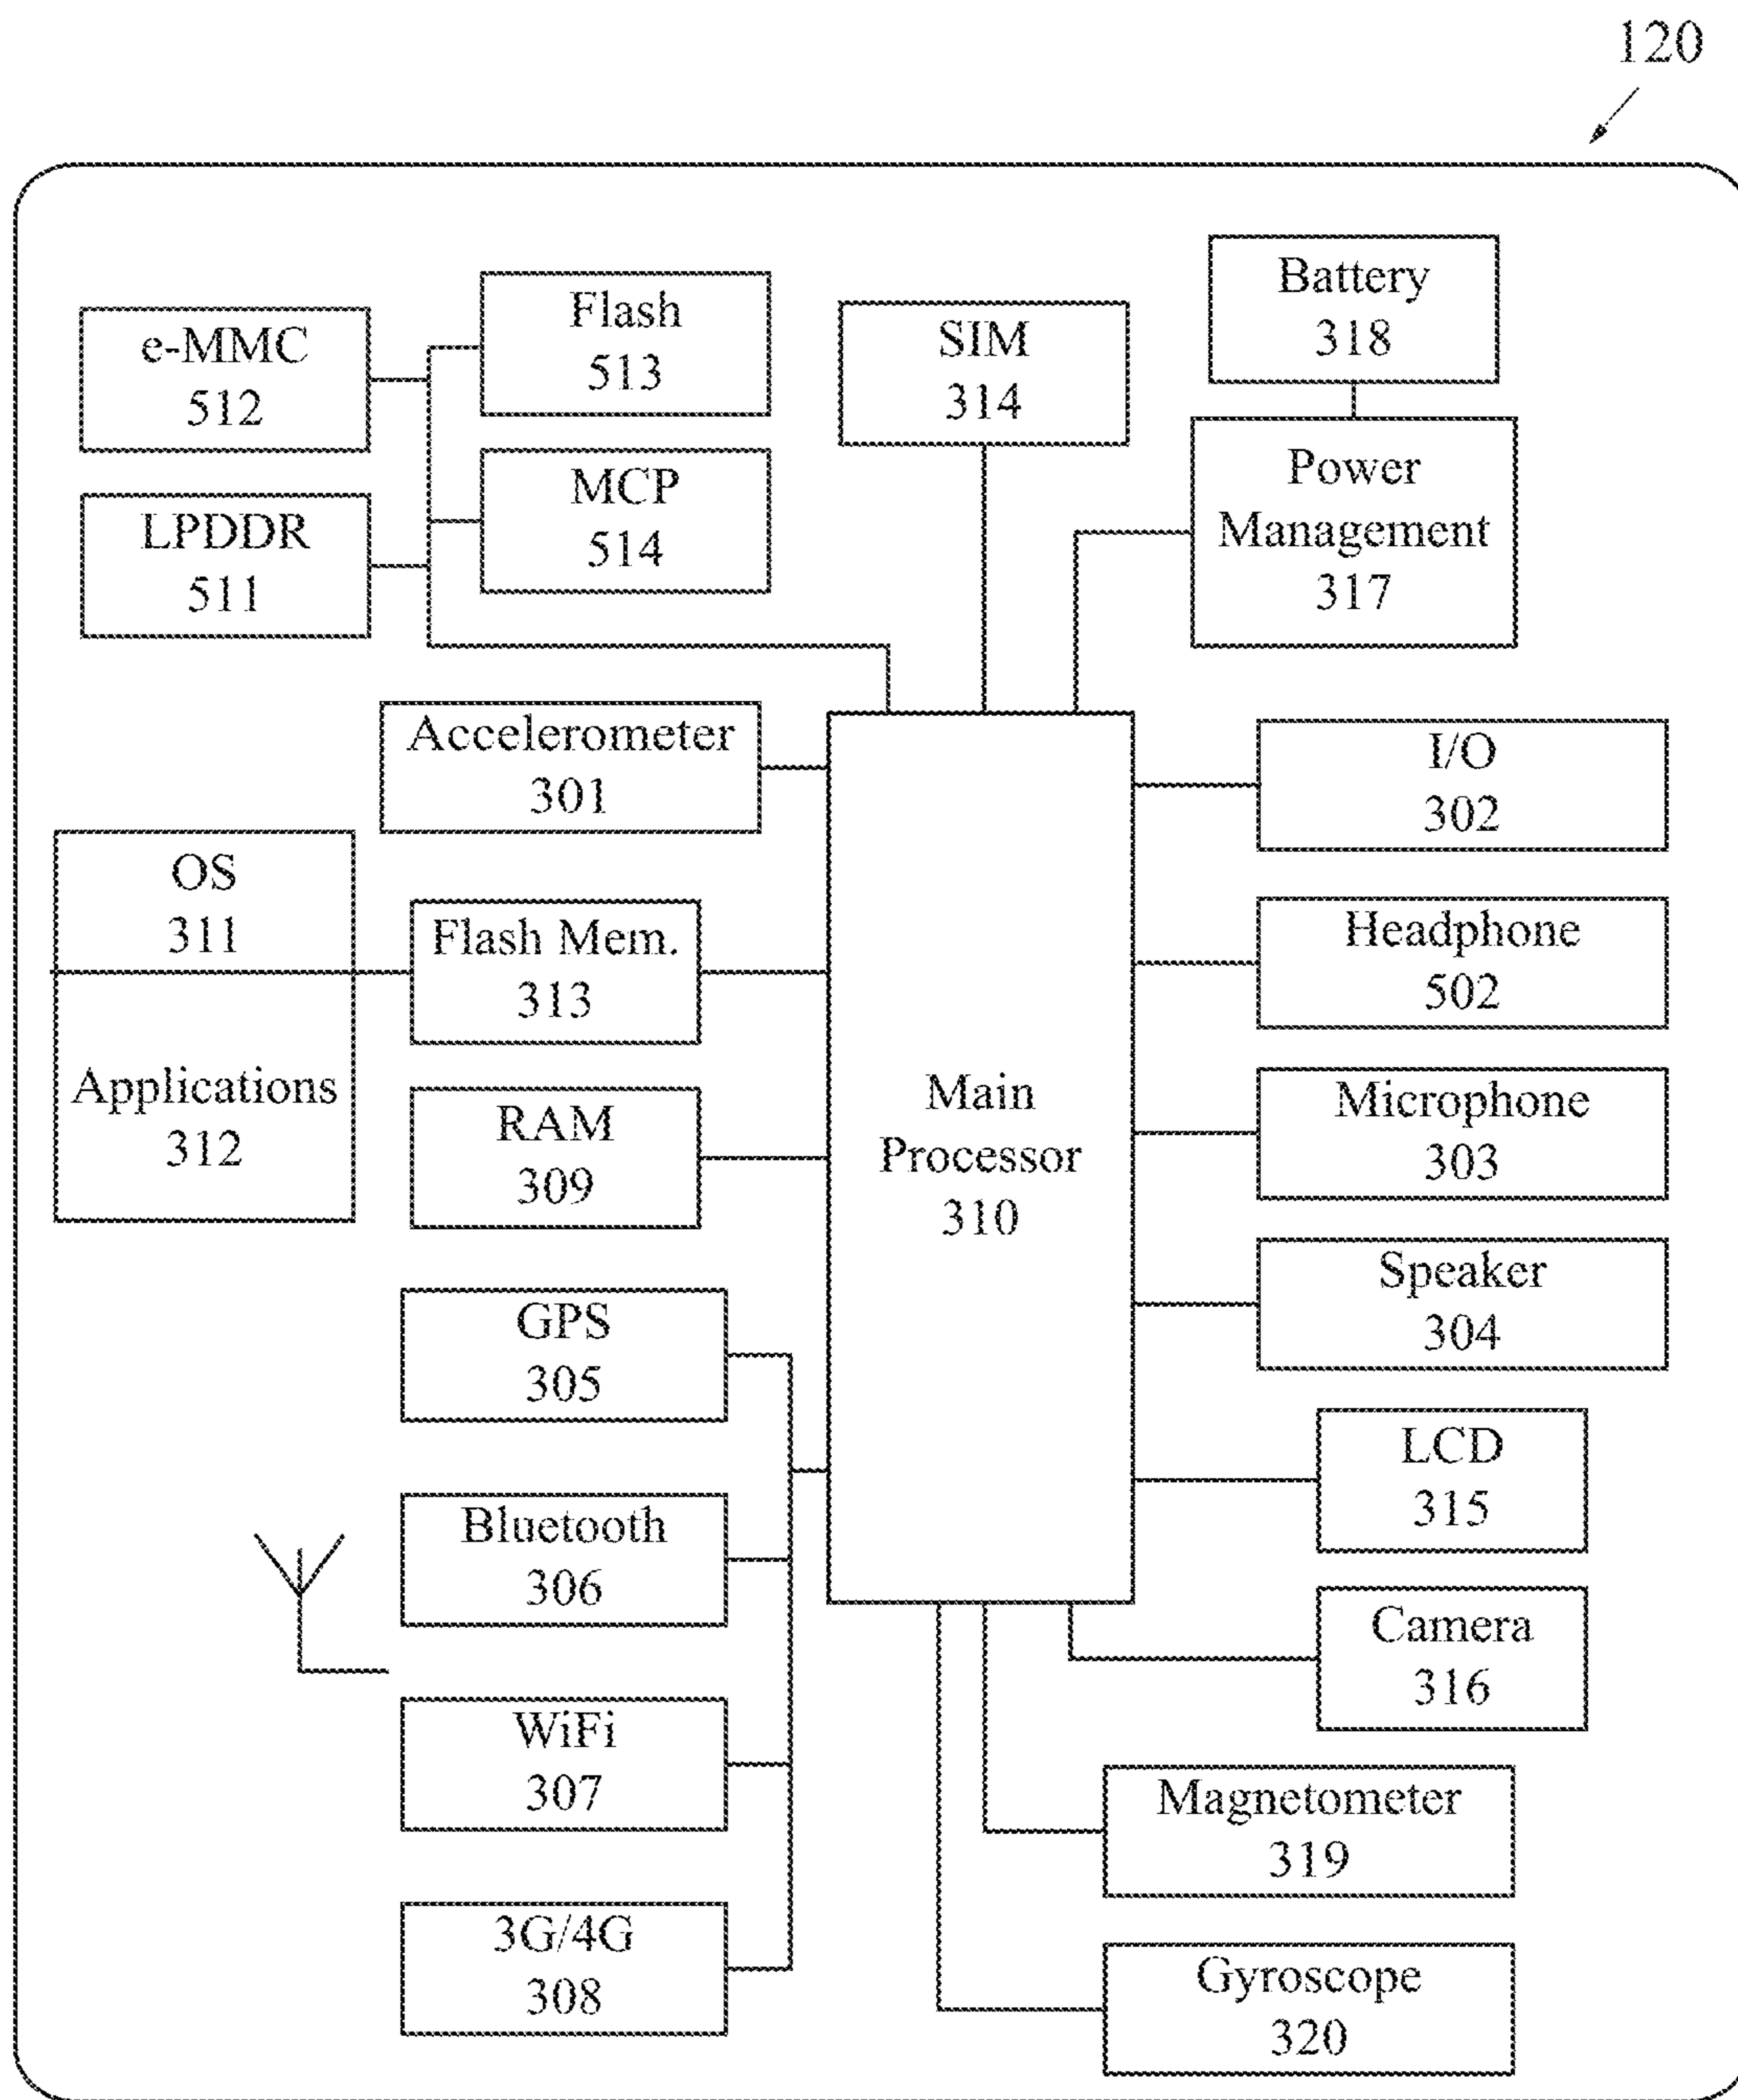 120
Battery
318
Flash
513
SIM
314
e-MMC
512
Power
Management
317
MCP
514
LPDDR
511
Accelerometer
301
I/O
302
OS
311
Flash Mem.
313
Headphone
502
Applications
312
RAM
309
Main
Processor
310
Microphone
303
Speaker
304
GPS
305
LCD
315
Bluetooth
306
Camera
316
WiFi
307
Magnetometer
319
3G/4G
308
Gyroscope
320